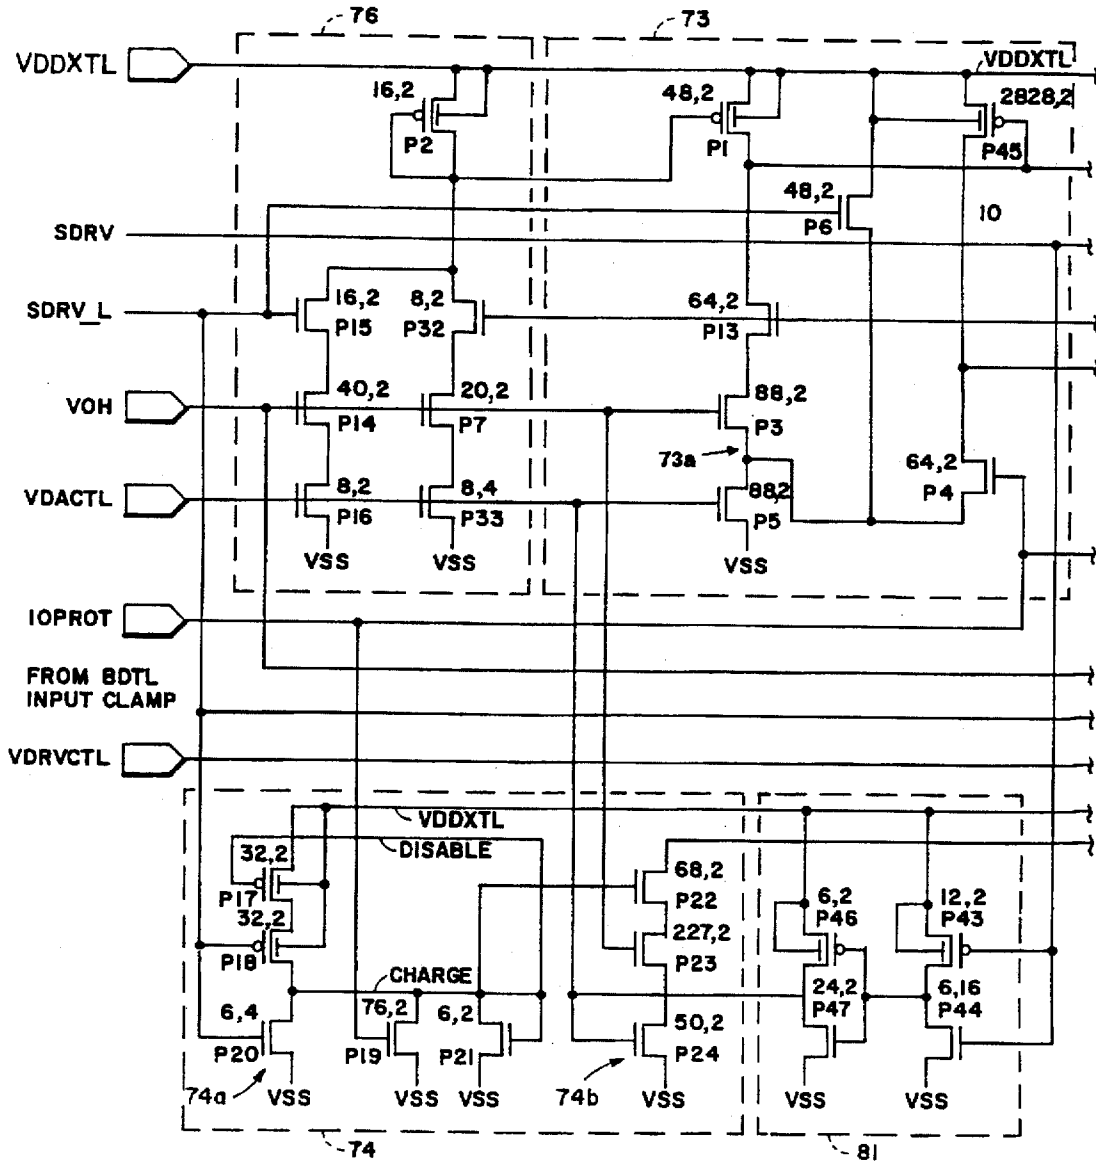 76
73
VDDXTL
VDDXTL
16,2
P2
48,2
P1
2828,2
P45
48,2
P6
10
SDRV
SDRV_L
16,2
P15
8,2
P32
64,2
P13
VOH
40,2
P14
20,2
P7
88,2
P3
73a
64,2
P4
VDACTL
8,2
P16
8,4
P33
88,2
P5
VSS
VSS
VSS
IOPROT
FROM BDTL
INPUT CLAMP
VDRVCTL
VDDXTL
DISABLE
32,2
P17
32,2
P18
68,2
P22
6,2
P46
12,2
P43
227,2
P23
CHARGE
6,4
P20
76,2
P19
6,2
P21
50,2
P24
24,2
P47
6,16
P44
74a
VSS
VSS
VSS
74b
VSS
VSS
VSS
74
81